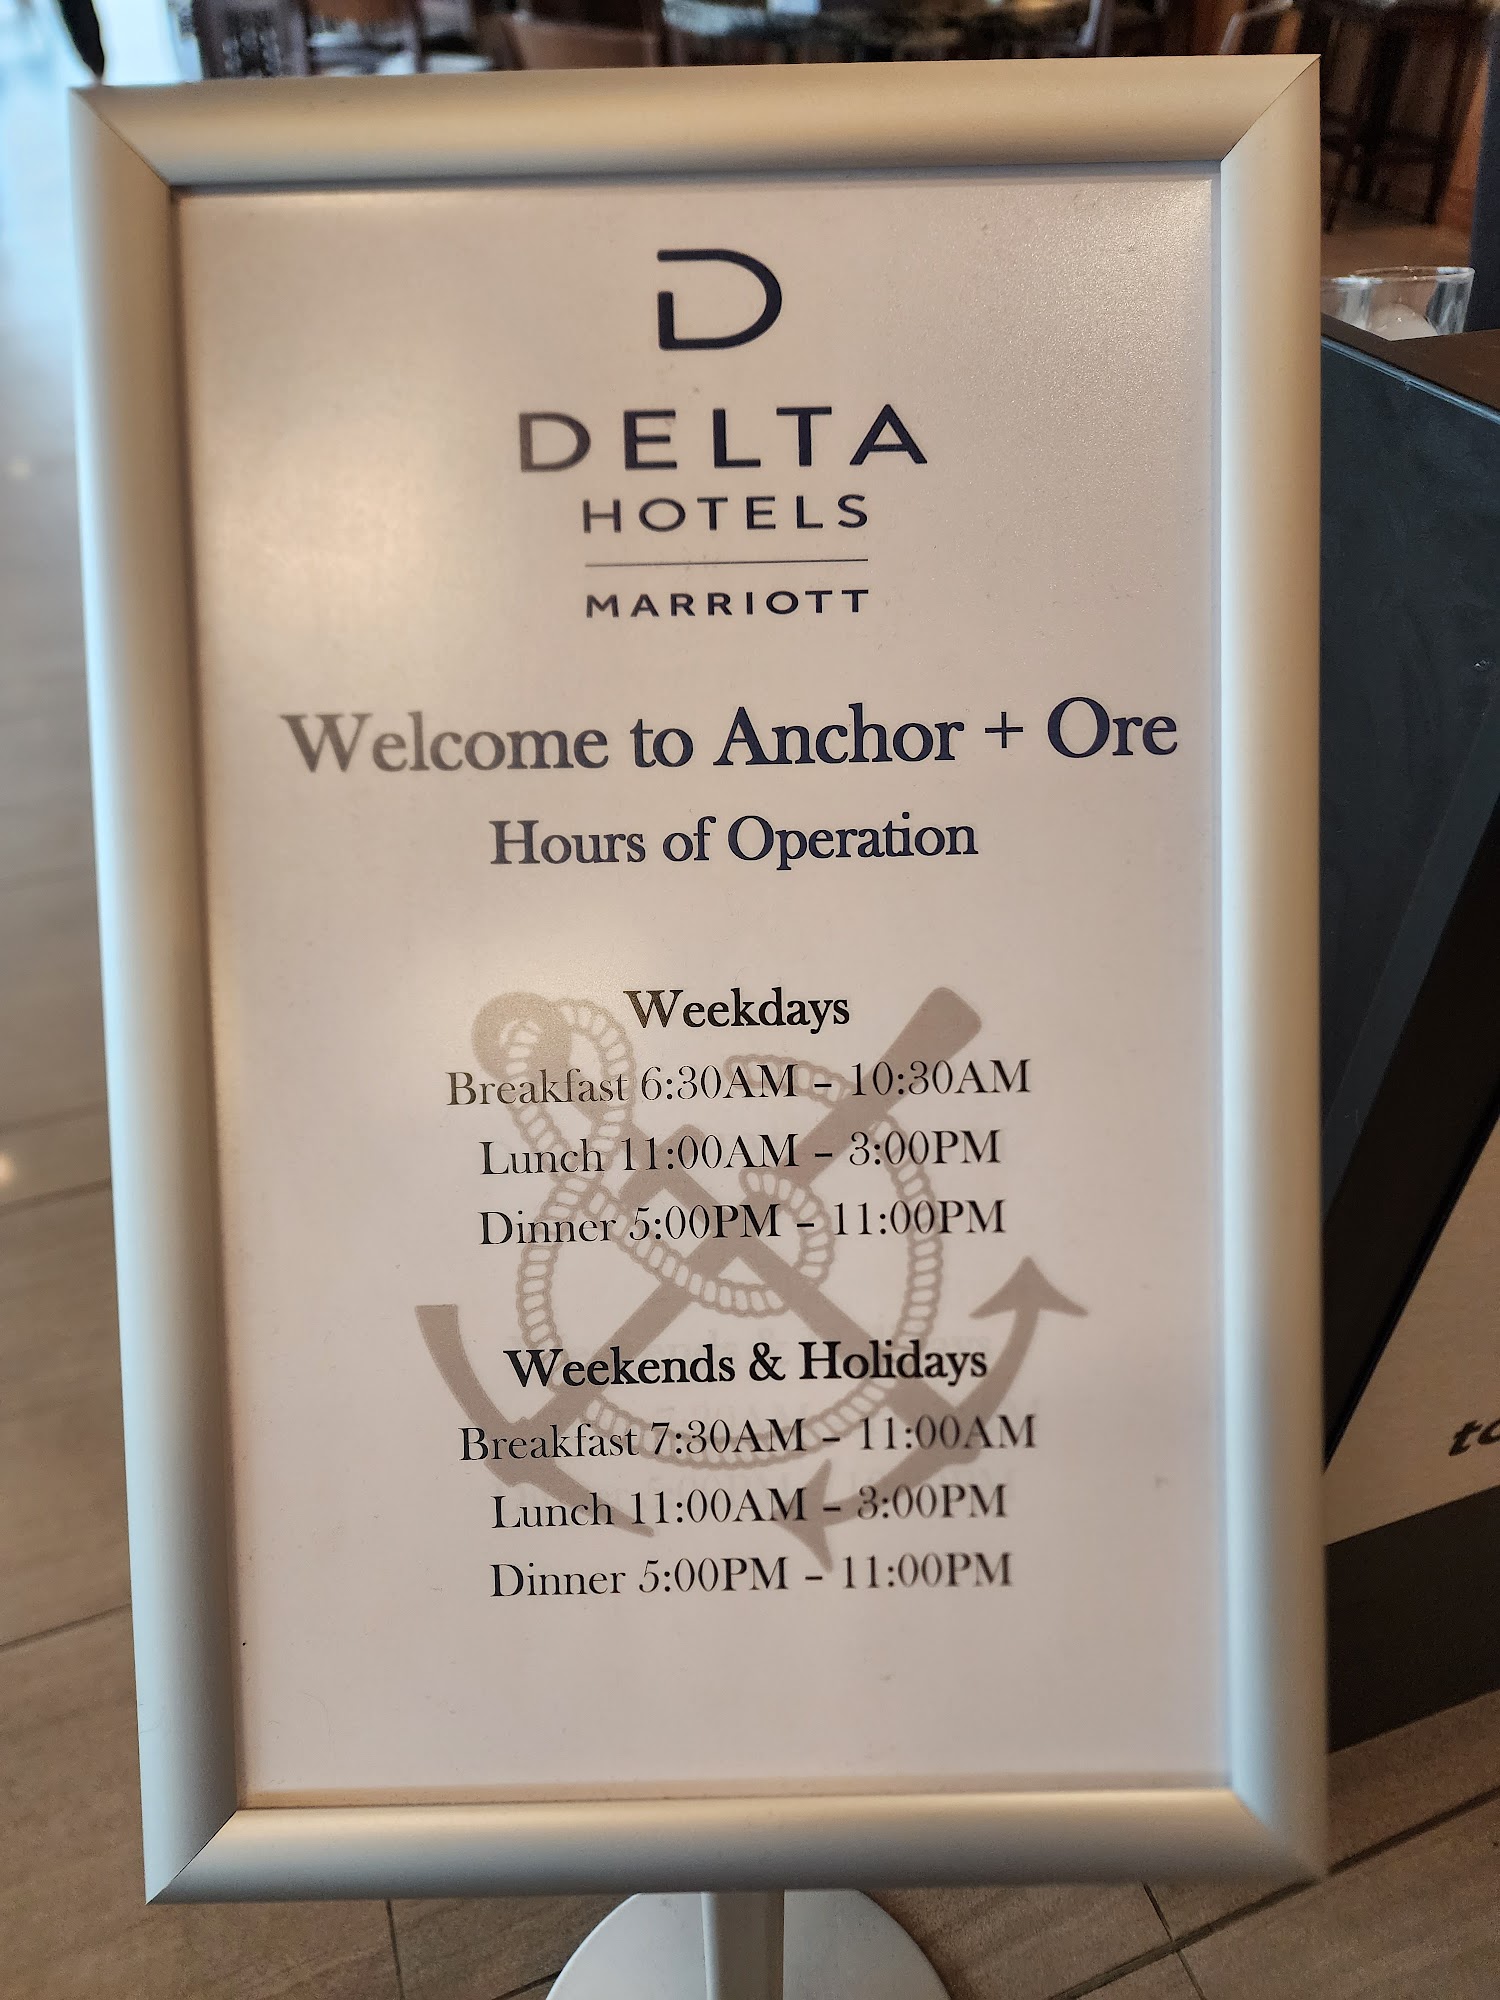 D
DELTA
HOTELS
MARRIOTT
Welcome to Anchor + Ore
Hours of Operation
Weekdays
Breakfast 6:30AM – 10:30AM
Lunch 11:00AM – 3:00PM
Dinner 5:00PM – 11:00PM
Weekends & Holidays
Breakfast 7:30AM – 11:00AM
Lunch 11:00AM – 3:00PM
Dinner 5:00PM – 11:00PM